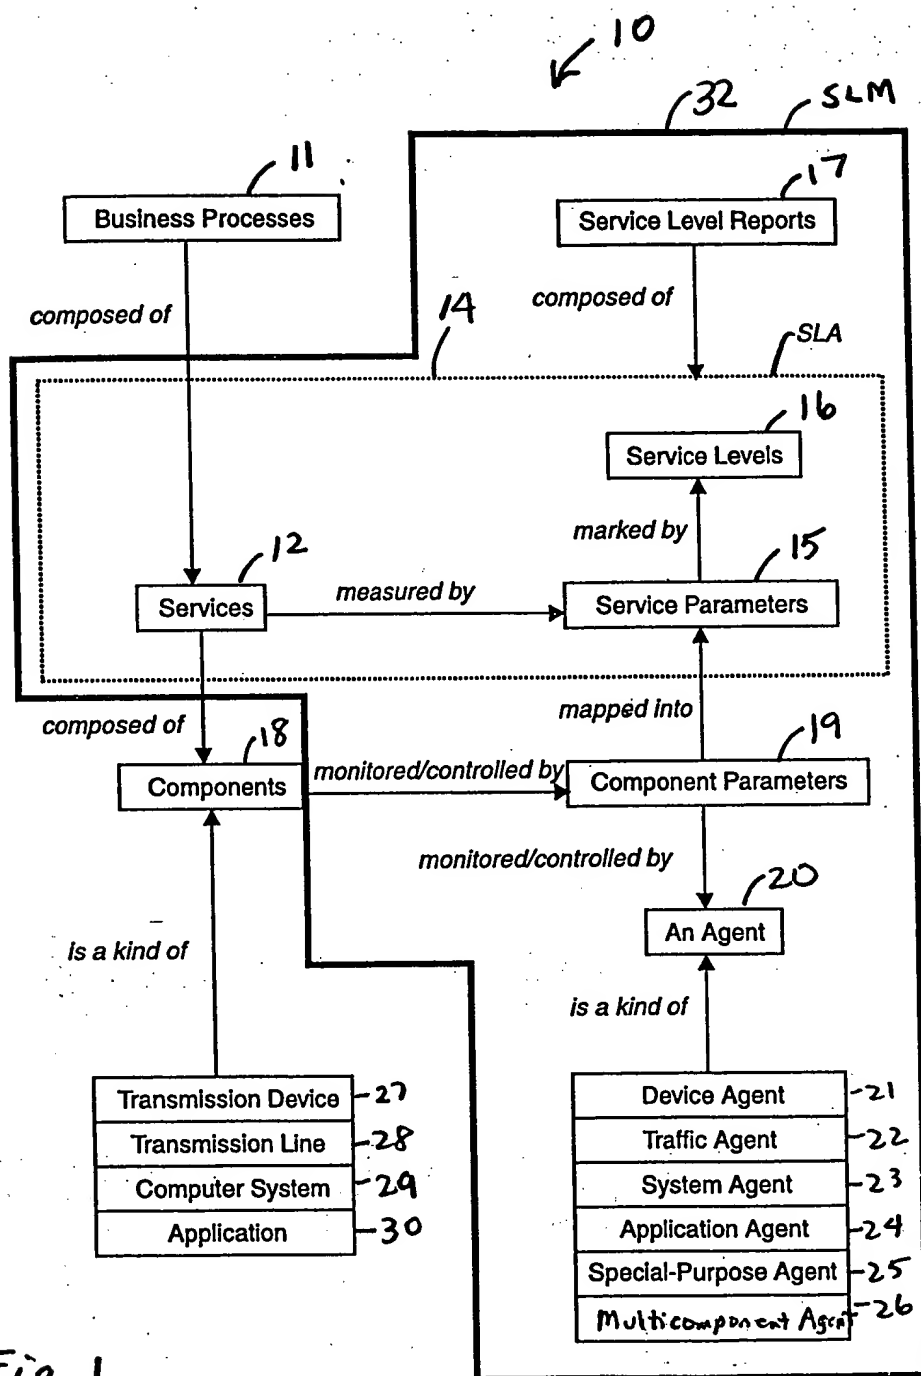 10
32
SLM
11
17
Business Processes
Service Level Reports
composed of
composed of
14
SLA
16
Service Levels
marked by
12
15
measured by
Services
Service Parameters
composed of
mapped into
18
19
monitored/controlled by
Components
Component Parameters
monitored/controlled by
20
An Agent
is a kind of
is a kind of
Transmission Device
27
Transmission Line
28
Computer System
29
Application
30
Device Agent
21
Traffic Agent
22
System Agent
23
Application Agent
24
Special-Purpose Agent
25
Multicomponent Agent
26
Fig. 1